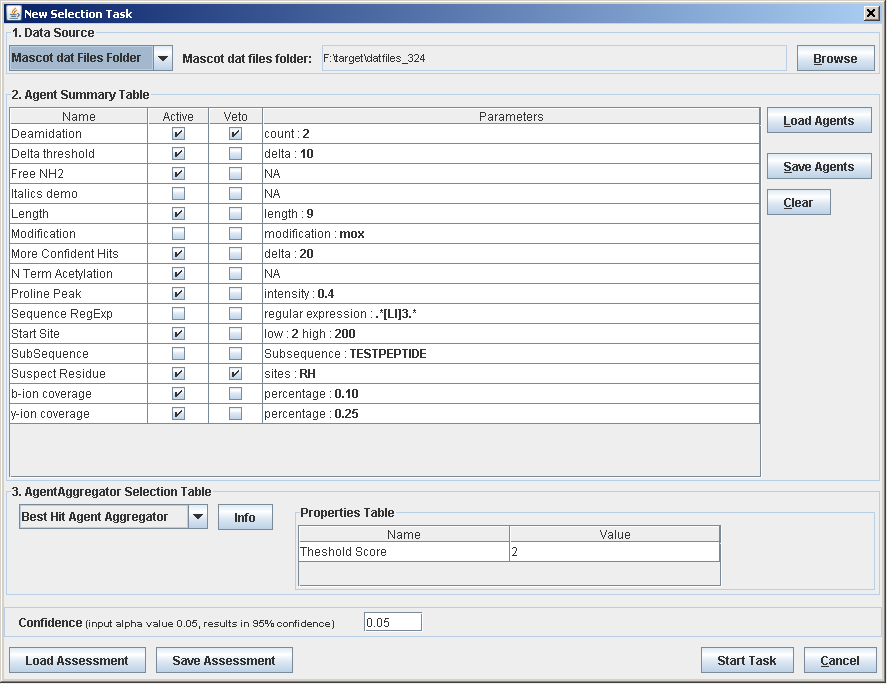 New Selection Task
1. Data Source
Mascot dat Files Folder Mascot dat files folder: F:\target\datfiles_324 Browse
2. Agent Summary Table
Name Active Veto Parameters
Deamidation count : 2
Delta threshold delta : 10
Free NH2 NA
Italics demo NA
Length length : 9
Modification modification : mox
More Confident Hits delta : 20
N Term Acetylation NA
Proline Peak intensity : 0.4
Sequence RegExp regular expression : .*[LI]3.*
Start Site low : 2 high : 200
SubSequence Subsequence : TESTPEPTIDE
Suspect Residue sites : RH
b-ion coverage percentage : 0.10
y-ion coverage percentage : 0.25
Load Agents
Save Agents
Clear
3. AgentAggregator Selection Table
Best Hit Agent Aggregator Info
Properties Table
Name Value
Theshold Score 2
Confidence (input alpha value 0.05, results in 95% confidence) 0.05
Load Assessment Save Assessment Start Task Cancel